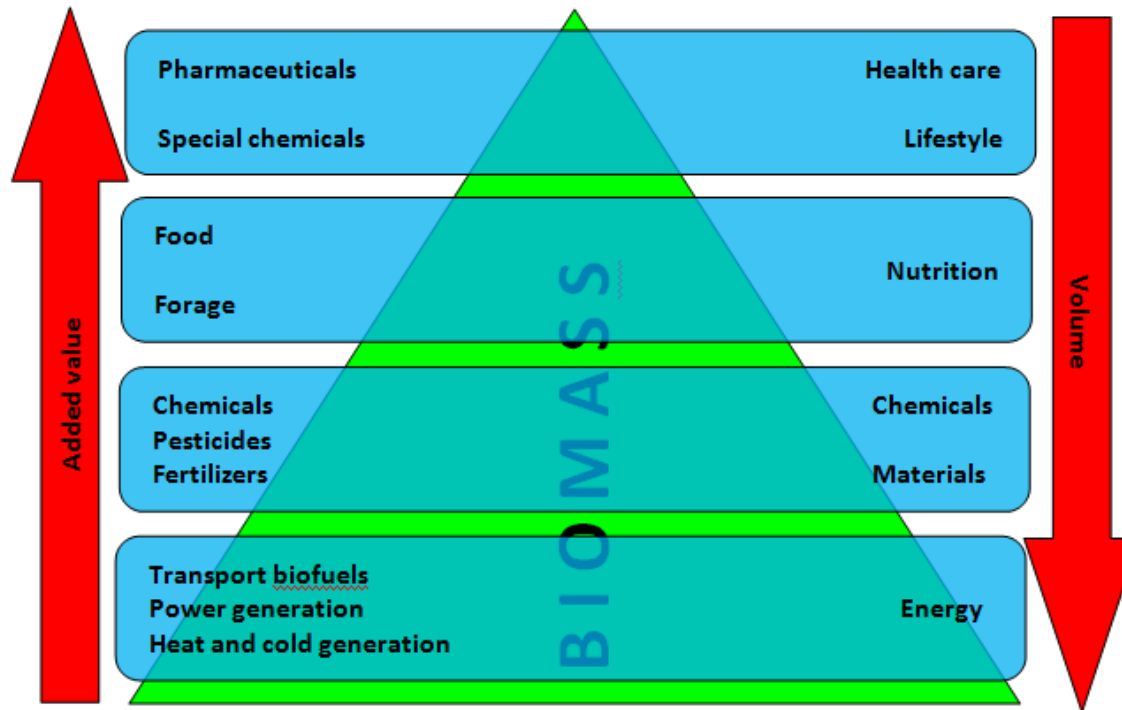 Pharmaceuticals
Health care
Special chemicals
Lifestyle
Food
Nutrition
Forage
Chemicals
Chemicals
Pesticides
Fertilizers
Materials
Transport biofuels
Power generation
Energy
Heat and cold generation
BIOMASS
Added value
Volume